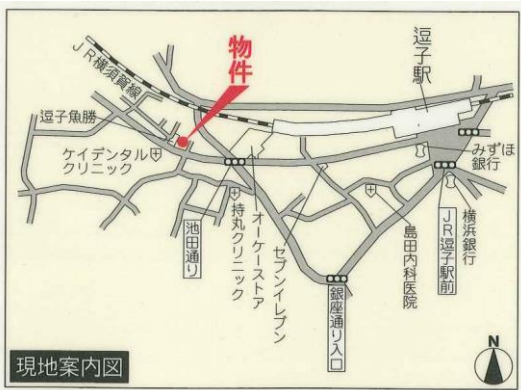 物件
JR横須賀線
逗子駅
逗子魚勝
ケイデンタル
クリニック
みずほ
銀行
池田通り
持丸クリニック
オーケーストア
セブンイレブン
銀座通り入口
島田内科医院
JR逗子駅前
横浜銀行
N
現地案内図